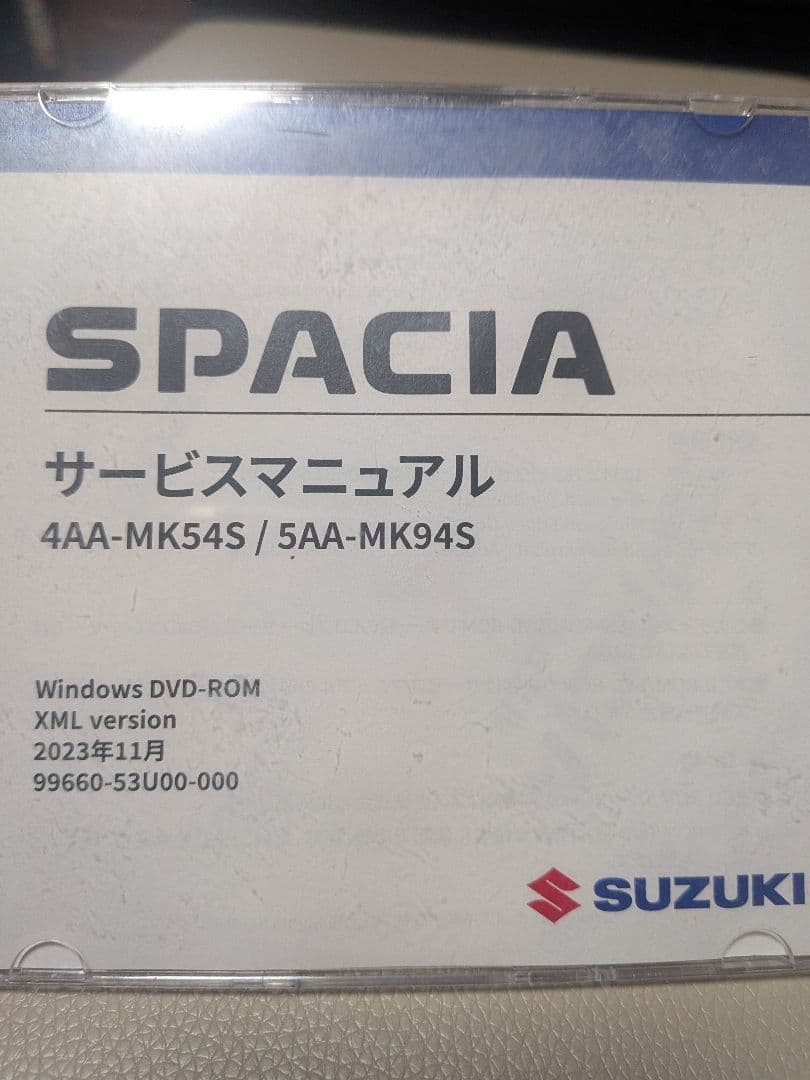 SPACIA
サービスマニュアル
4AA-MK54S / 5AA-MK94S
Windows DVD-ROM
XML version
2023年11月
99660-53U00-000
SUZUKI